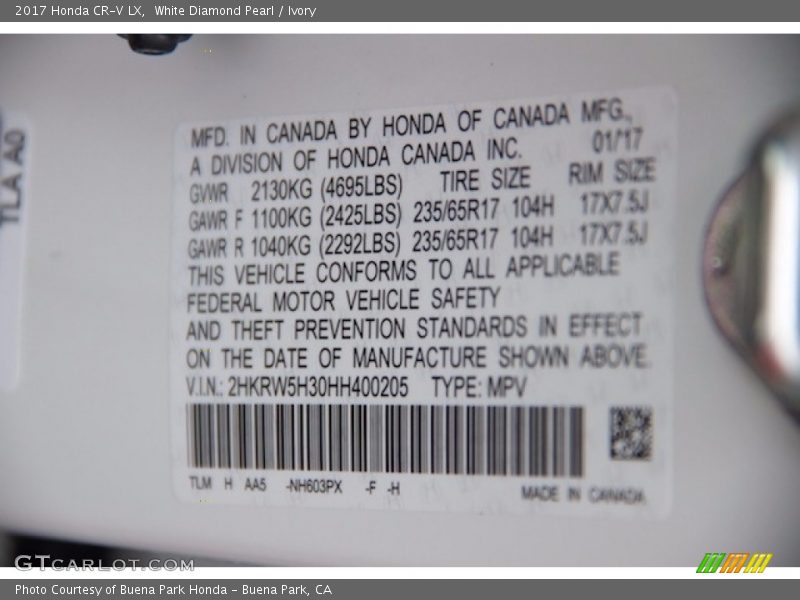 2017 Honda CR-V LX,  White Diamond Pearl / Ivory
TLA A0
MFD. IN CANADA BY HONDA OF CANADA MFG.,
A DIVISION OF HONDA CANADA INC. 01/17
GVWR 2130KG (4695LBS) TIRE SIZE RIM SIZE
GAWR F 1100KG (2425LBS) 235/65R17 104H 17X7.5J
GAWR R 1040KG (2292LBS) 235/65R17 104H 17X7.5J
THIS VEHICLE CONFORMS TO ALL APPLICABLE
FEDERAL MOTOR VEHICLE SAFETY
AND THEFT PREVENTION STANDARDS IN EFFECT
ON THE DATE OF MANUFACTURE SHOWN ABOVE.
V.I.N.: 2HKRW5H30HH400205 TYPE: MPV
TLM H AA5 -NH603PX -F -H
MADE IN CANADA
GTCARLOT.COM
Photo Courtesy of Buena Park Honda - Buena Park, CA